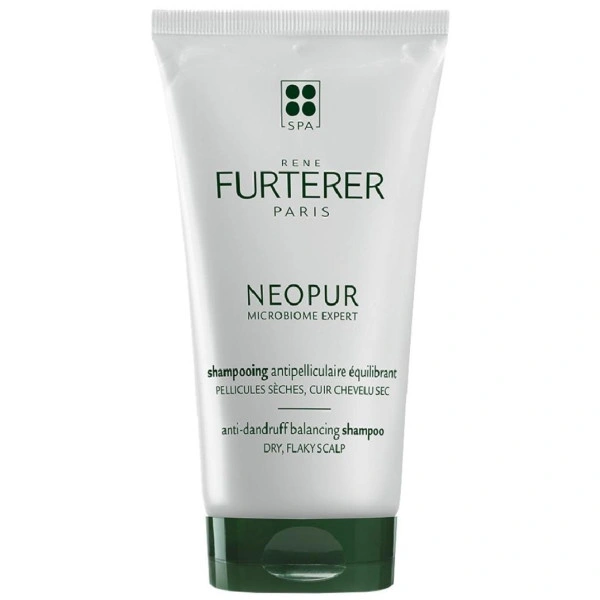 SPA
RENE
FURTERER
PARIS
NEOPUR
MICROBIOME EXPERT
shampooing antipelliculaire équilibrant
PELLICULES SÈCHES, CUIR CHEVELU SEC
anti-dandruff balancing shampoo
DRY, FLAKY SCALP